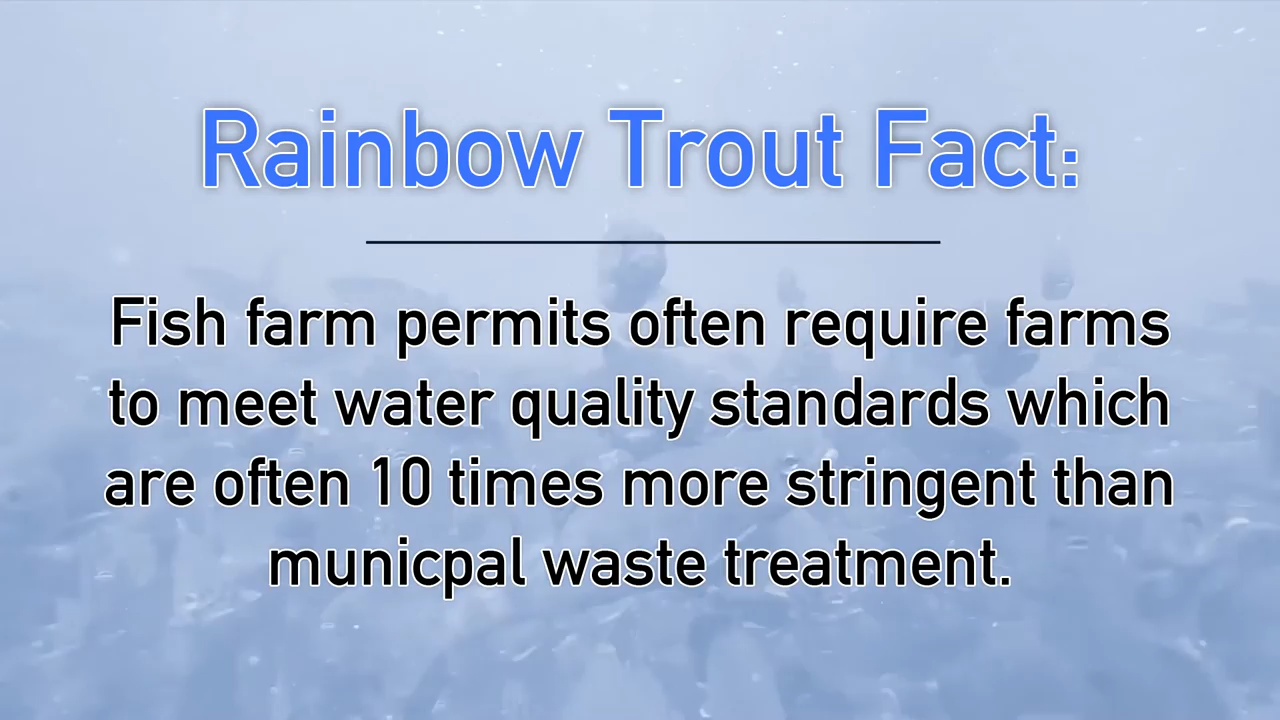 Rainbow Trout Fact:
Fish farm permits often require farms
to meet water quality standards which
are often 10 times more stringent than
municpal waste treatment.